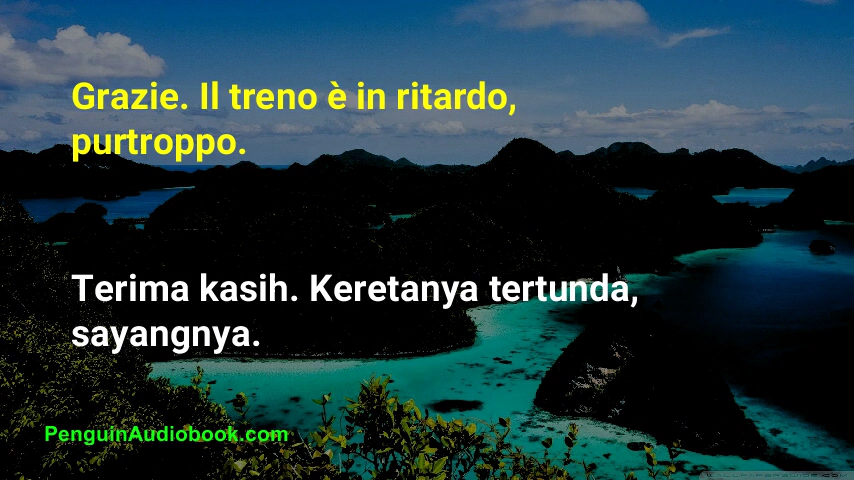 Grazie. Il treno è in ritardo,
purtroppo.
Terima kasih. Keretanya tertunda,
sayangnya.
PenguinAudiobook.com